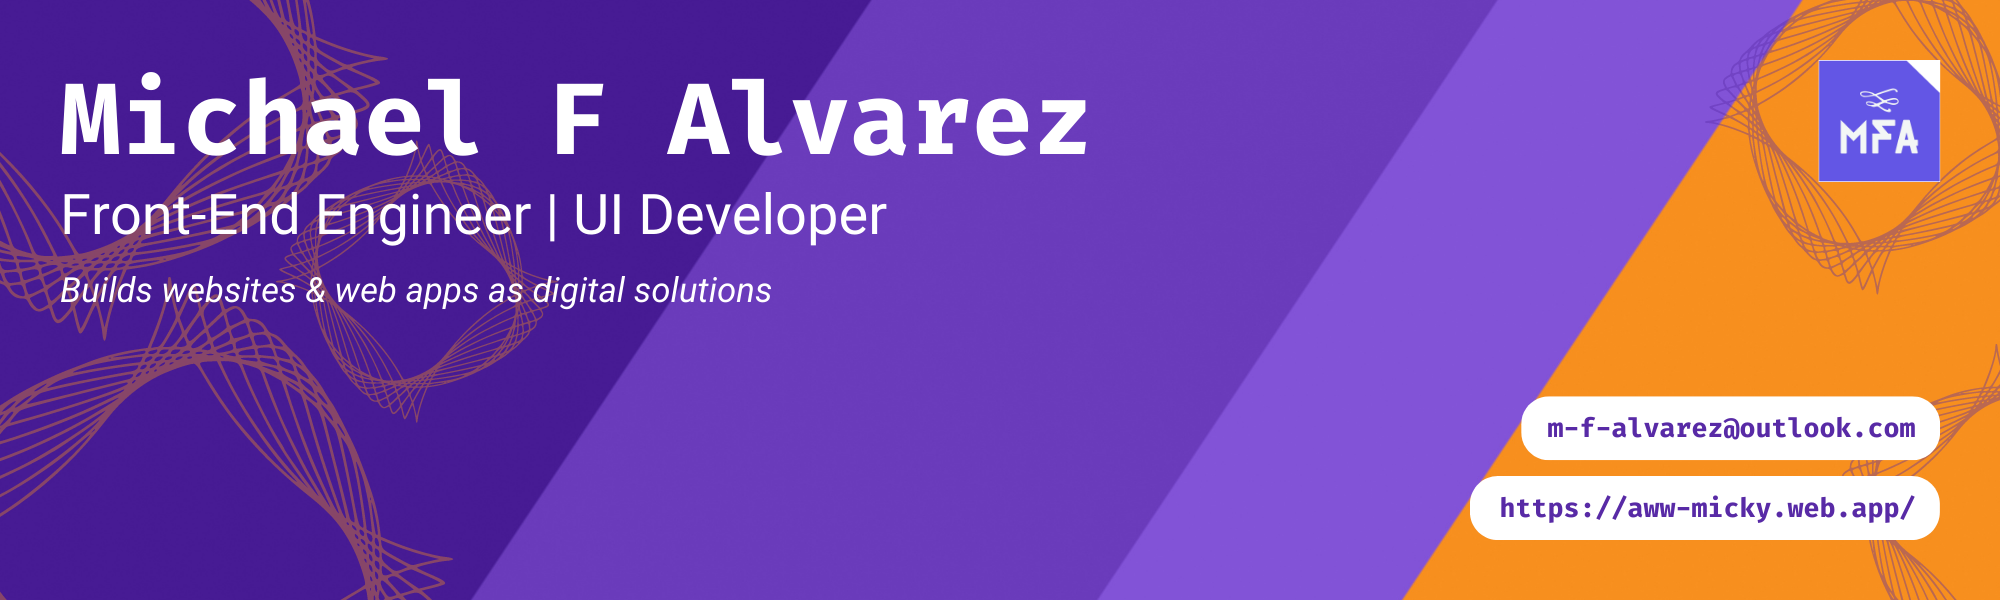 Michael F Alvarez
Front-End Engineer | UI Developer
Builds websites & web apps as digital solutions
MFA
m-f-alvarez@outlook.com
https://aww-micky.web.app/